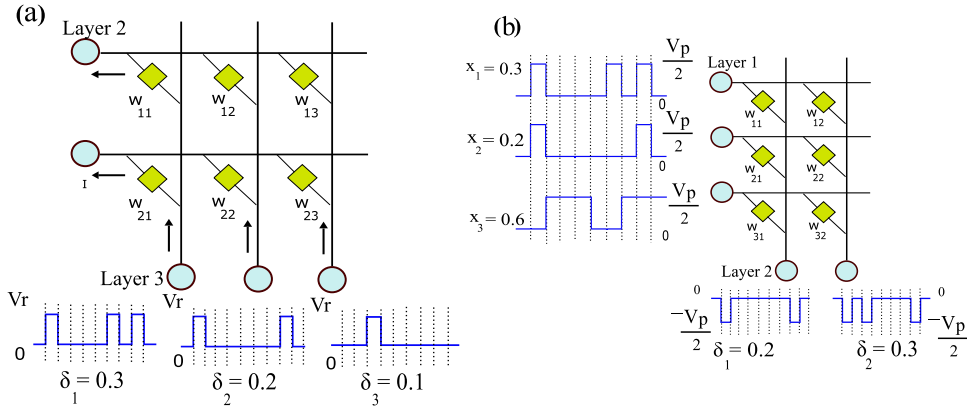 (a)
Layer 2
w 11
w 12
w 13
I
w 21
w 22
w 23
Layer 3
Vr
Vr
Vr
0
0
0
δ 1 = 0.3
δ 2 = 0.2
δ 3 = 0.1
(b)
x 1 = 0.3
Vp/2
0
x 2 = 0.2
Vp/2
0
x 3 = 0.6
Vp/2
0
Layer 1
w 11
w 12
w 21
w 22
w 31
w 32
Layer 2
0
0
−Vp/2
−Vp/2
δ 1 = 0.2
δ 2 = 0.3